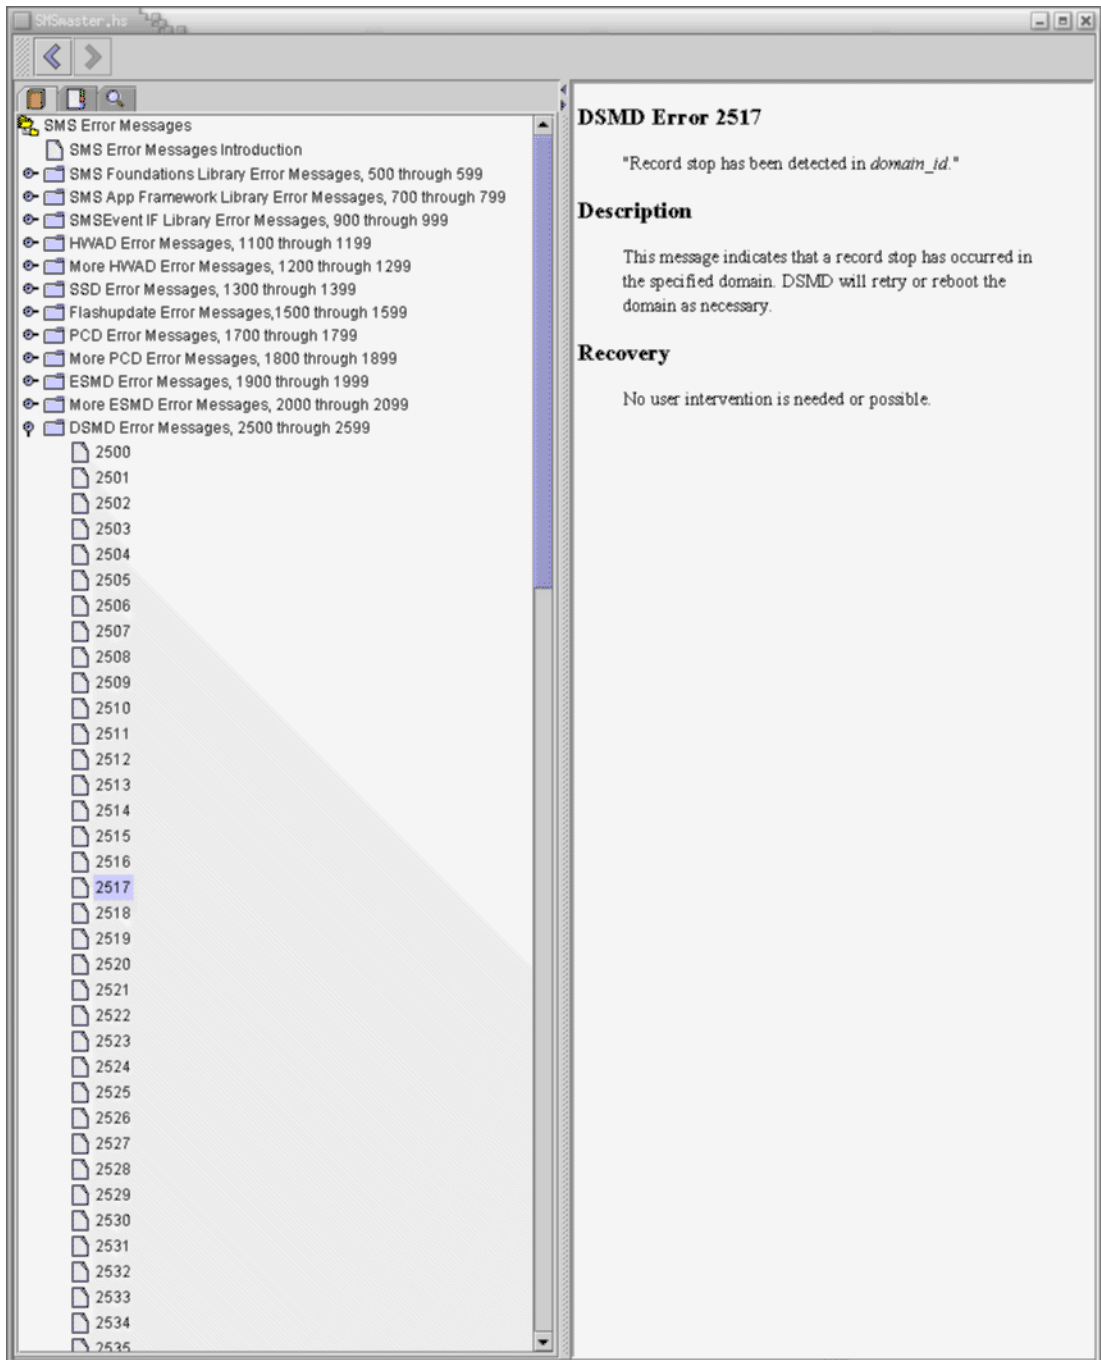 SMSmaster.hs
SMS Error Messages
SMS Error Messages Introduction
SMS Foundations Library Error Messages, 500 through 599
SMS App Framework Library Error Messages, 700 through 799
SMSEvent IF Library Error Messages, 900 through 999
HWAD Error Messages, 1100 through 1199
More HWAD Error Messages, 1200 through 1299
SSD Error Messages, 1300 through 1399
Flashupdate Error Messages,1500 through 1599
PCD Error Messages, 1700 through 1799
More PCD Error Messages, 1800 through 1899
ESMD Error Messages, 1900 through 1999
More ESMD Error Messages, 2000 through 2099
DSMD Error Messages, 2500 through 2599
2500
2501
2502
2503
2504
2505
2506
2507
2508
2509
2510
2511
2512
2513
2514
2515
2516
2517
2518
2519
2520
2521
2522
2523
2524
2525
2526
2527
2528
2529
2530
2531
2532
2533
2534
2535
DSMD Error 2517
"Record stop has been detected in domain_id."
Description
This message indicates that a record stop has occurred in
the specified domain. DSMD will retry or reboot the
domain as necessary.
Recovery
No user intervention is needed or possible.